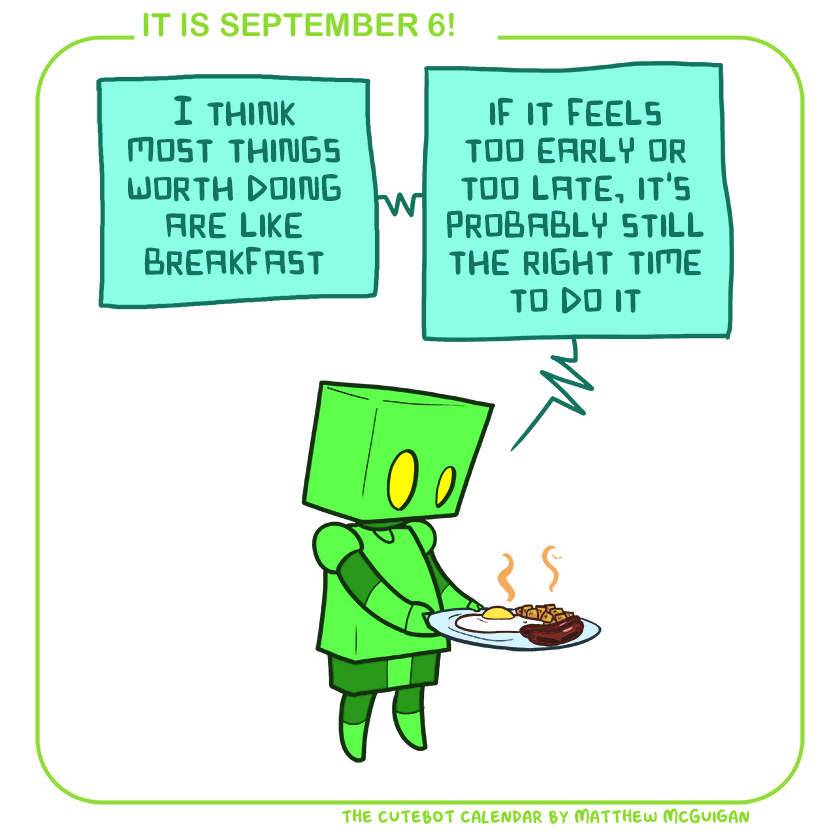 IT IS SEPTEMBER 6!
I THINK
MOST THINGS
WORTH DOING
ARE LIKE
BREAKFAST
IF IT FEELS
TOO EARLY OR
TOO LATE, IT'S
PROBABLY STILL
THE RIGHT TIME
TO DO IT
THE CUTEBOT CALENDAR BY MATTHEW MCGUIGAN